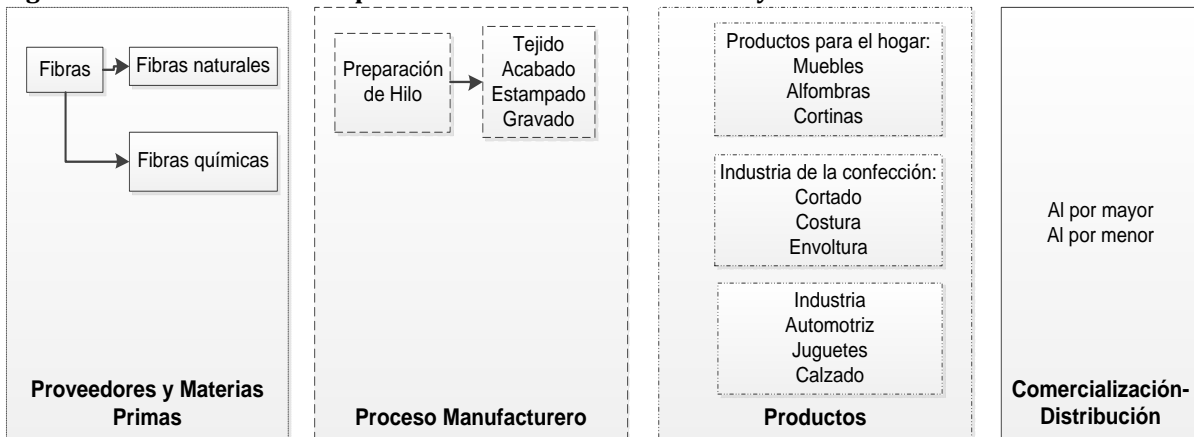 Fibras
Fibras naturales
Fibras químicas
Proveedores y Materias
Primas
Preparación
de Hilo
Tejido
Acabado
Estampado
Gravado
Proceso Manufacturero
Productos para el hogar:
Muebles
Alfombras
Cortinas
Industria de la confección:
Cortado
Costura
Envoltura
Industria
Automotriz
Juguetes
Calzado
Productos
Al por mayor
Al por menor
Comercialización-
Distribución